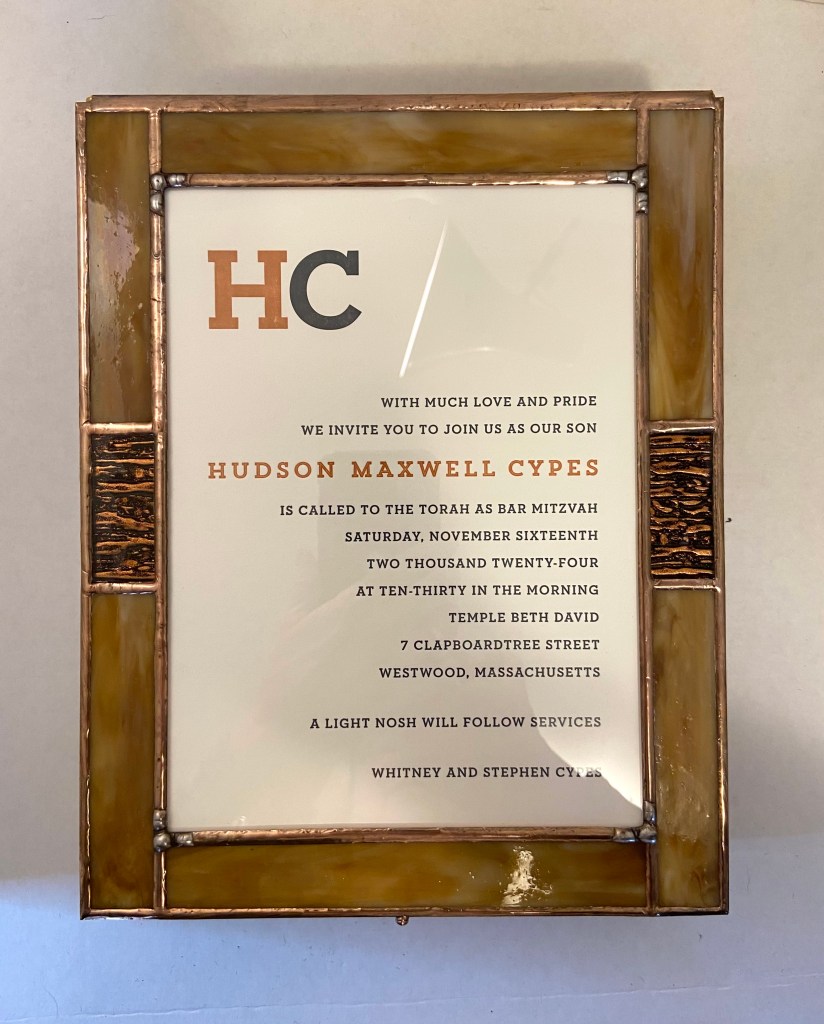 HC
WITH MUCH LOVE AND PRIDE
WE INVITE YOU TO JOIN US AS OUR SON
HUDSON MAXWELL CYPES
IS CALLED TO THE TORAH AS BAR MITZVAH
SATURDAY, NOVEMBER SIXTEENTH
TWO THOUSAND TWENTY-FOUR
AT TEN-THIRTY IN THE MORNING
TEMPLE BETH DAVID
7 CLAPBOARDTREE STREET
WESTWOOD, MASSACHUSETTS
A LIGHT NOSH WILL FOLLOW SERVICES
WHITNEY AND STEPHEN CYPES